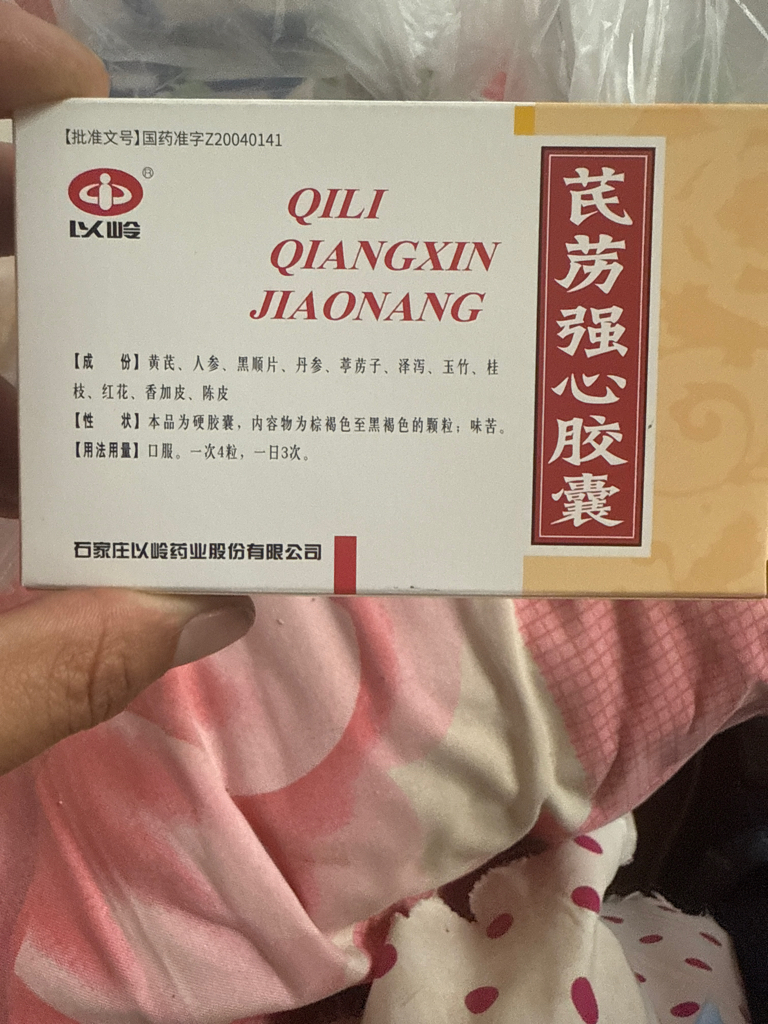 【批准文号】国药准字Z20040141
®
以岭
QILI
QIANGXIN
JIAONANG
【成 份】黄芪、人参、黑顺片、丹参、葶苈子、泽泻、玉竹、桂
枝、红花、香加皮、陈皮
【性 状】本品为硬胶囊，内容物为棕褐色至黑褐色的颗粒；味苦。
【用法用量】口服。一次4粒，一日3次。
石家庄以岭药业股份有限公司
芪苈强心胶囊